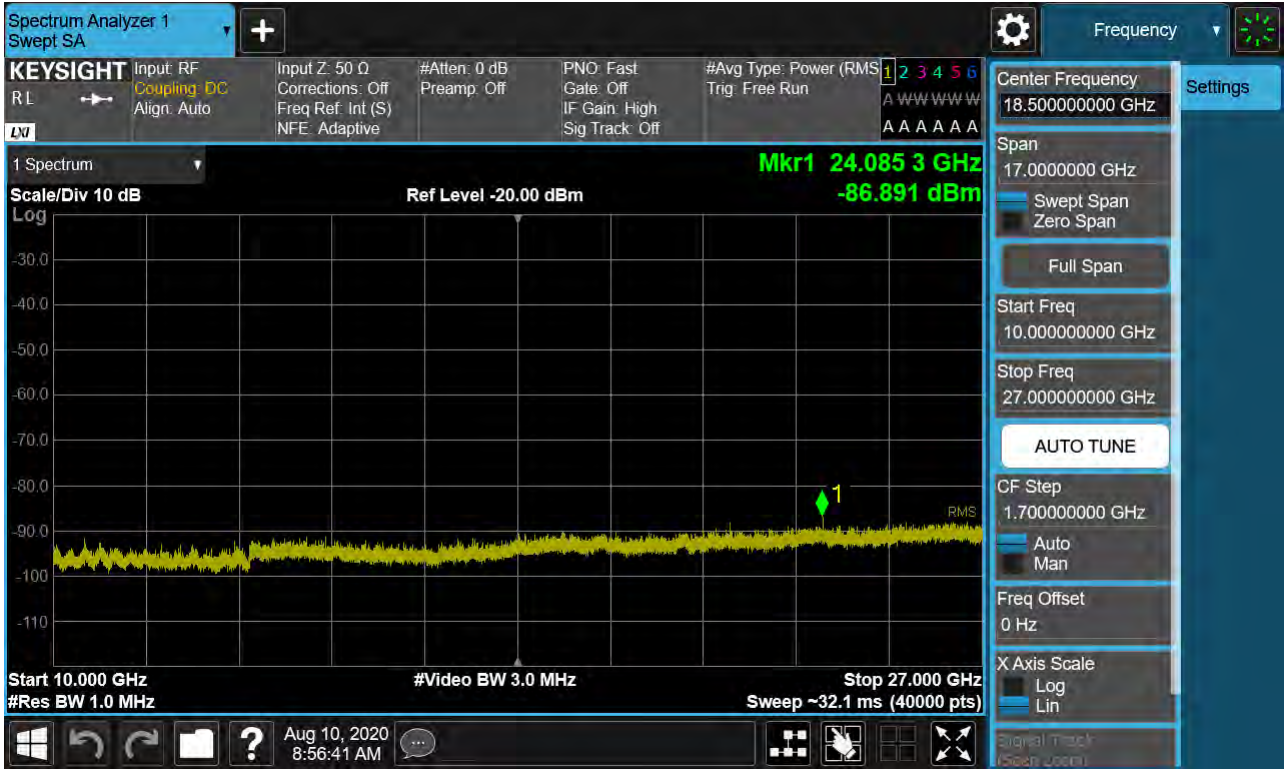 Spectrum Analyzer 1
Swept SA
+
Frequency
KEYSIGHT
R L
LXI
Input: RF
Coupling: DC
Align: Auto
Input Z: 50 Ω
Corrections: Off
Freq Ref: Int (S)
NFE: Adaptive
#Atten: 0 dB
Preamp: Off
PNO: Fast
Gate: Off
IF Gain: High
Sig Track: Off
#Avg Type: Power (RMS
Trig: Free Run
1 2 3 4 5 6
A W W W W W
A A A A A A
1 Spectrum
Scale/Div 10 dB
Log
Ref Level -20.00 dBm
Mkr1 24.085 3 GHz
-86.891 dBm
-30.0
-40.0
-50.0
-60.0
-70.0
-80.0
-90.0
-100
-110
1
RMS
Start 10.000 GHz
#Res BW 1.0 MHz
#Video BW 3.0 MHz
Stop 27.000 GHz
Sweep ~32.1 ms (40000 pts)
Center Frequency
18.500000000 GHz
Span
17.0000000 GHz
Swept Span
Zero Span
Full Span
Start Freq
10.000000000 GHz
Stop Freq
27.000000000 GHz
AUTO TUNE
CF Step
1.700000000 GHz
Auto
Man
Freq Offset
0 Hz
X Axis Scale
Log
Lin
Signal Track
(Span Zoom)
Settings
?
Aug 10, 2020
8:56:41 AM